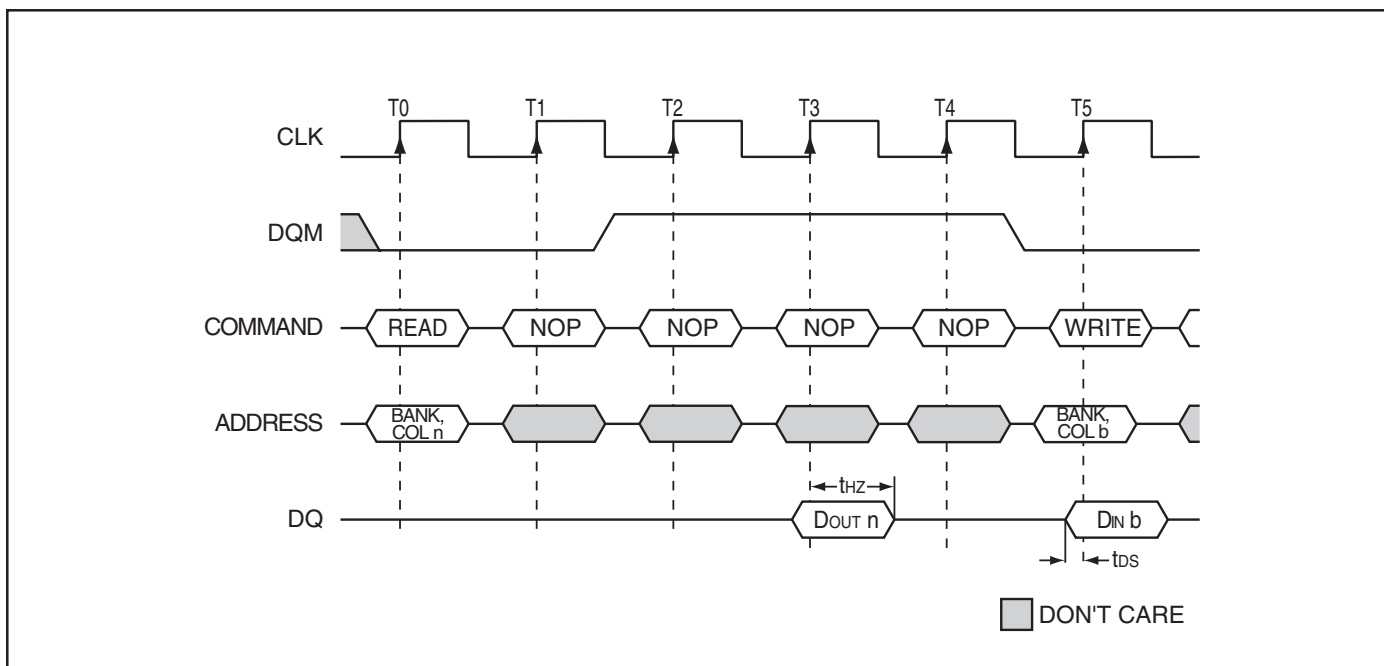 T0 T1 T2 T3 T4 T5
CLK
DQM
COMMAND READ NOP NOP NOP NOP WRITE
ADDRESS BANK, COL n BANK, COL b
tHZ
DQ DOUT n DIN b
tDS
DON'T CARE